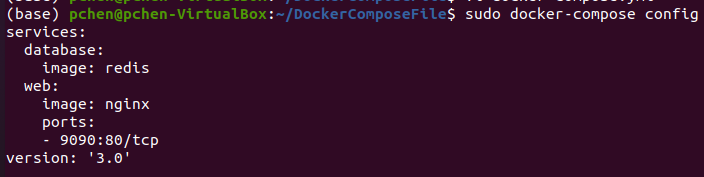 (base) pchen@pchen-VirtualBox:~/DockerComposeFile$ sudo docker-compose config
services:
  database:
    image: redis
  web:
    image: nginx
    ports:
    - 9090:80/tcp
version: '3.0'